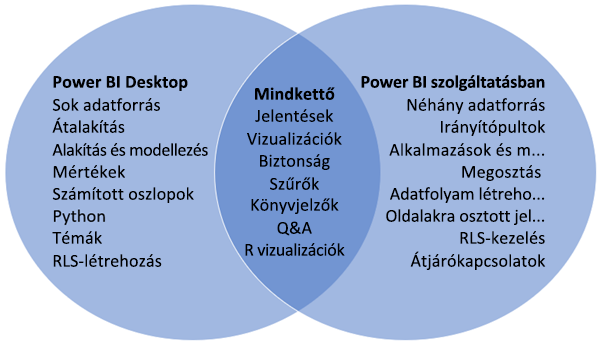 Power BI Desktop
Sok adatforrás
Átalakítás
Alakítás és modellezés
Mértékek
Számított oszlopok
Python
Témák
RLS-létrehozás
Mindkettő
Jelentések
Vizualizációk
Biztonság
Szűrők
Könyvjelzők
Q&A
R vizualizációk
Power BI szolgáltatásban
Néhány adatforrás
Irányítópultok
Alkalmazások és m...
Megosztás
Adatfolyam létreho...
Oldalakra osztott jel...
RLS-kezelés
Átjárókapcsolatok